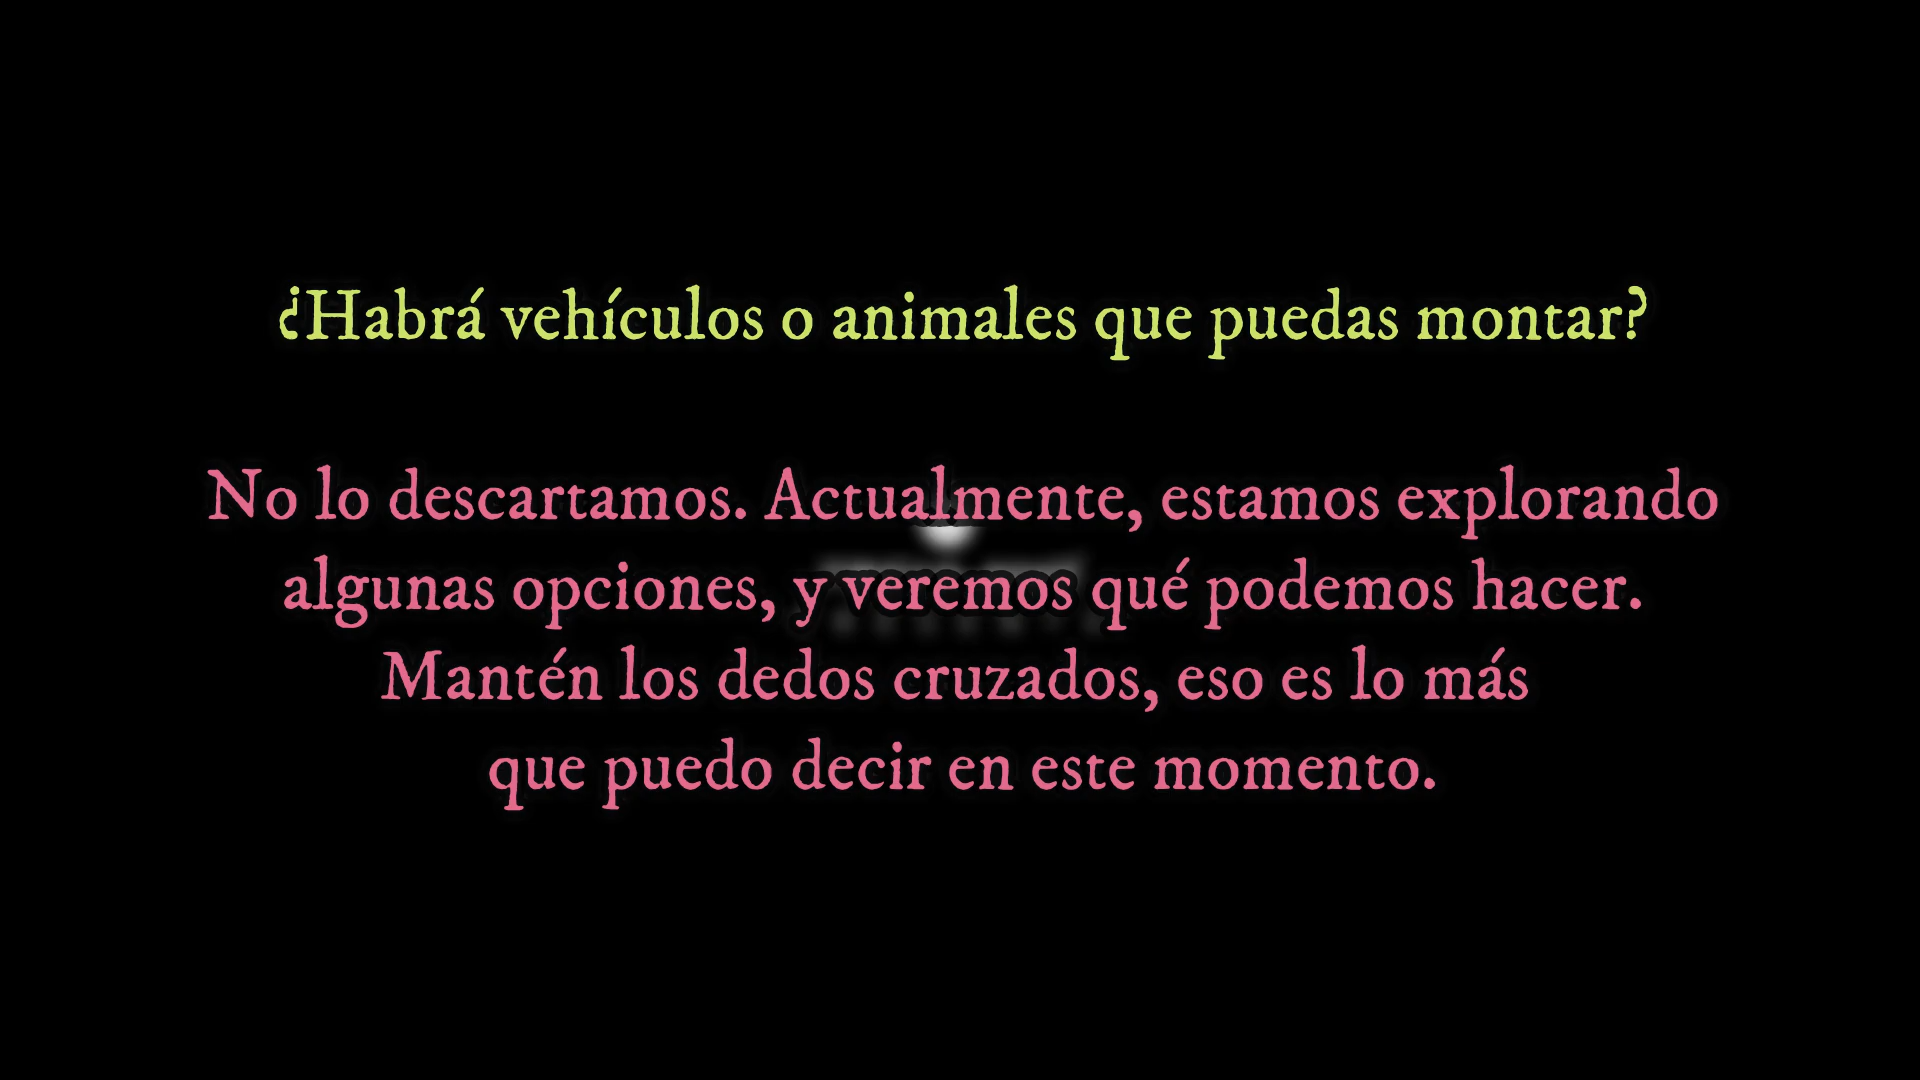 ¿Habrá vehículos o animales que puedas montar?
No lo descartamos. Actualmente, estamos explorando
algunas opciones, y veremos qué podemos hacer.
Mantén los dedos cruzados, eso es lo más
que puedo decir en este momento.